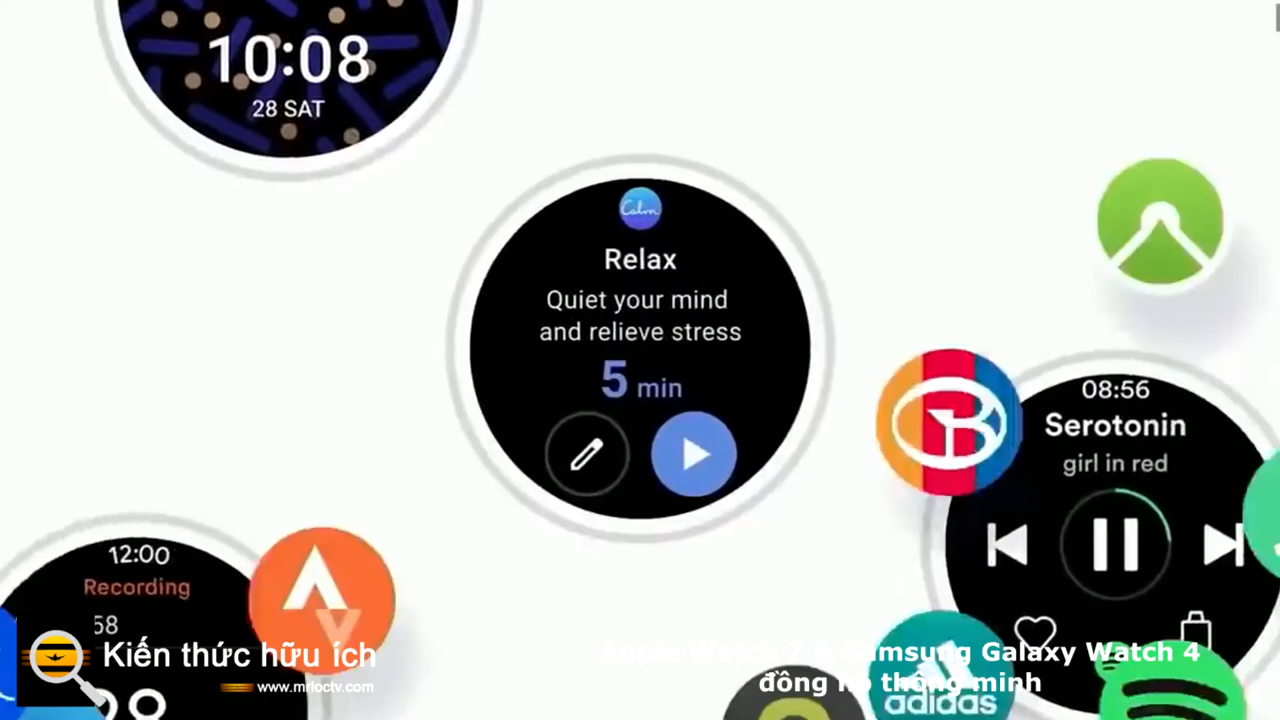 10:08
28 SAT
Calm
Relax
Quiet your mind
and relieve stress
5 min
08:56
Serotonin
girl in red
12:00
Recording
58
Kiến thức hữu ích
www.mrloctv.com
Apple Watch 7 & Samsung Galaxy Watch 4
đồng hồ thông minh
adidas